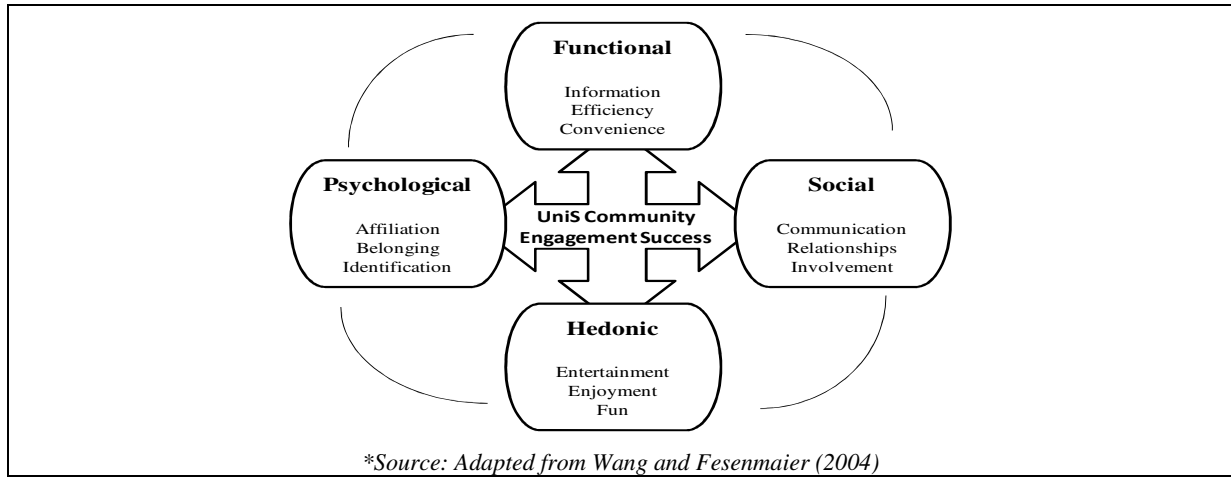 Functional
Information
Efficiency
Convenience
Psychological
Affiliation
Belonging
Identification
UniS Community
Engagement Success
Social
Communication
Relationships
Involvement
Hedonic
Entertainment
Enjoyment
Fun
*Source: Adapted from Wang and Fesenmaier (2004)